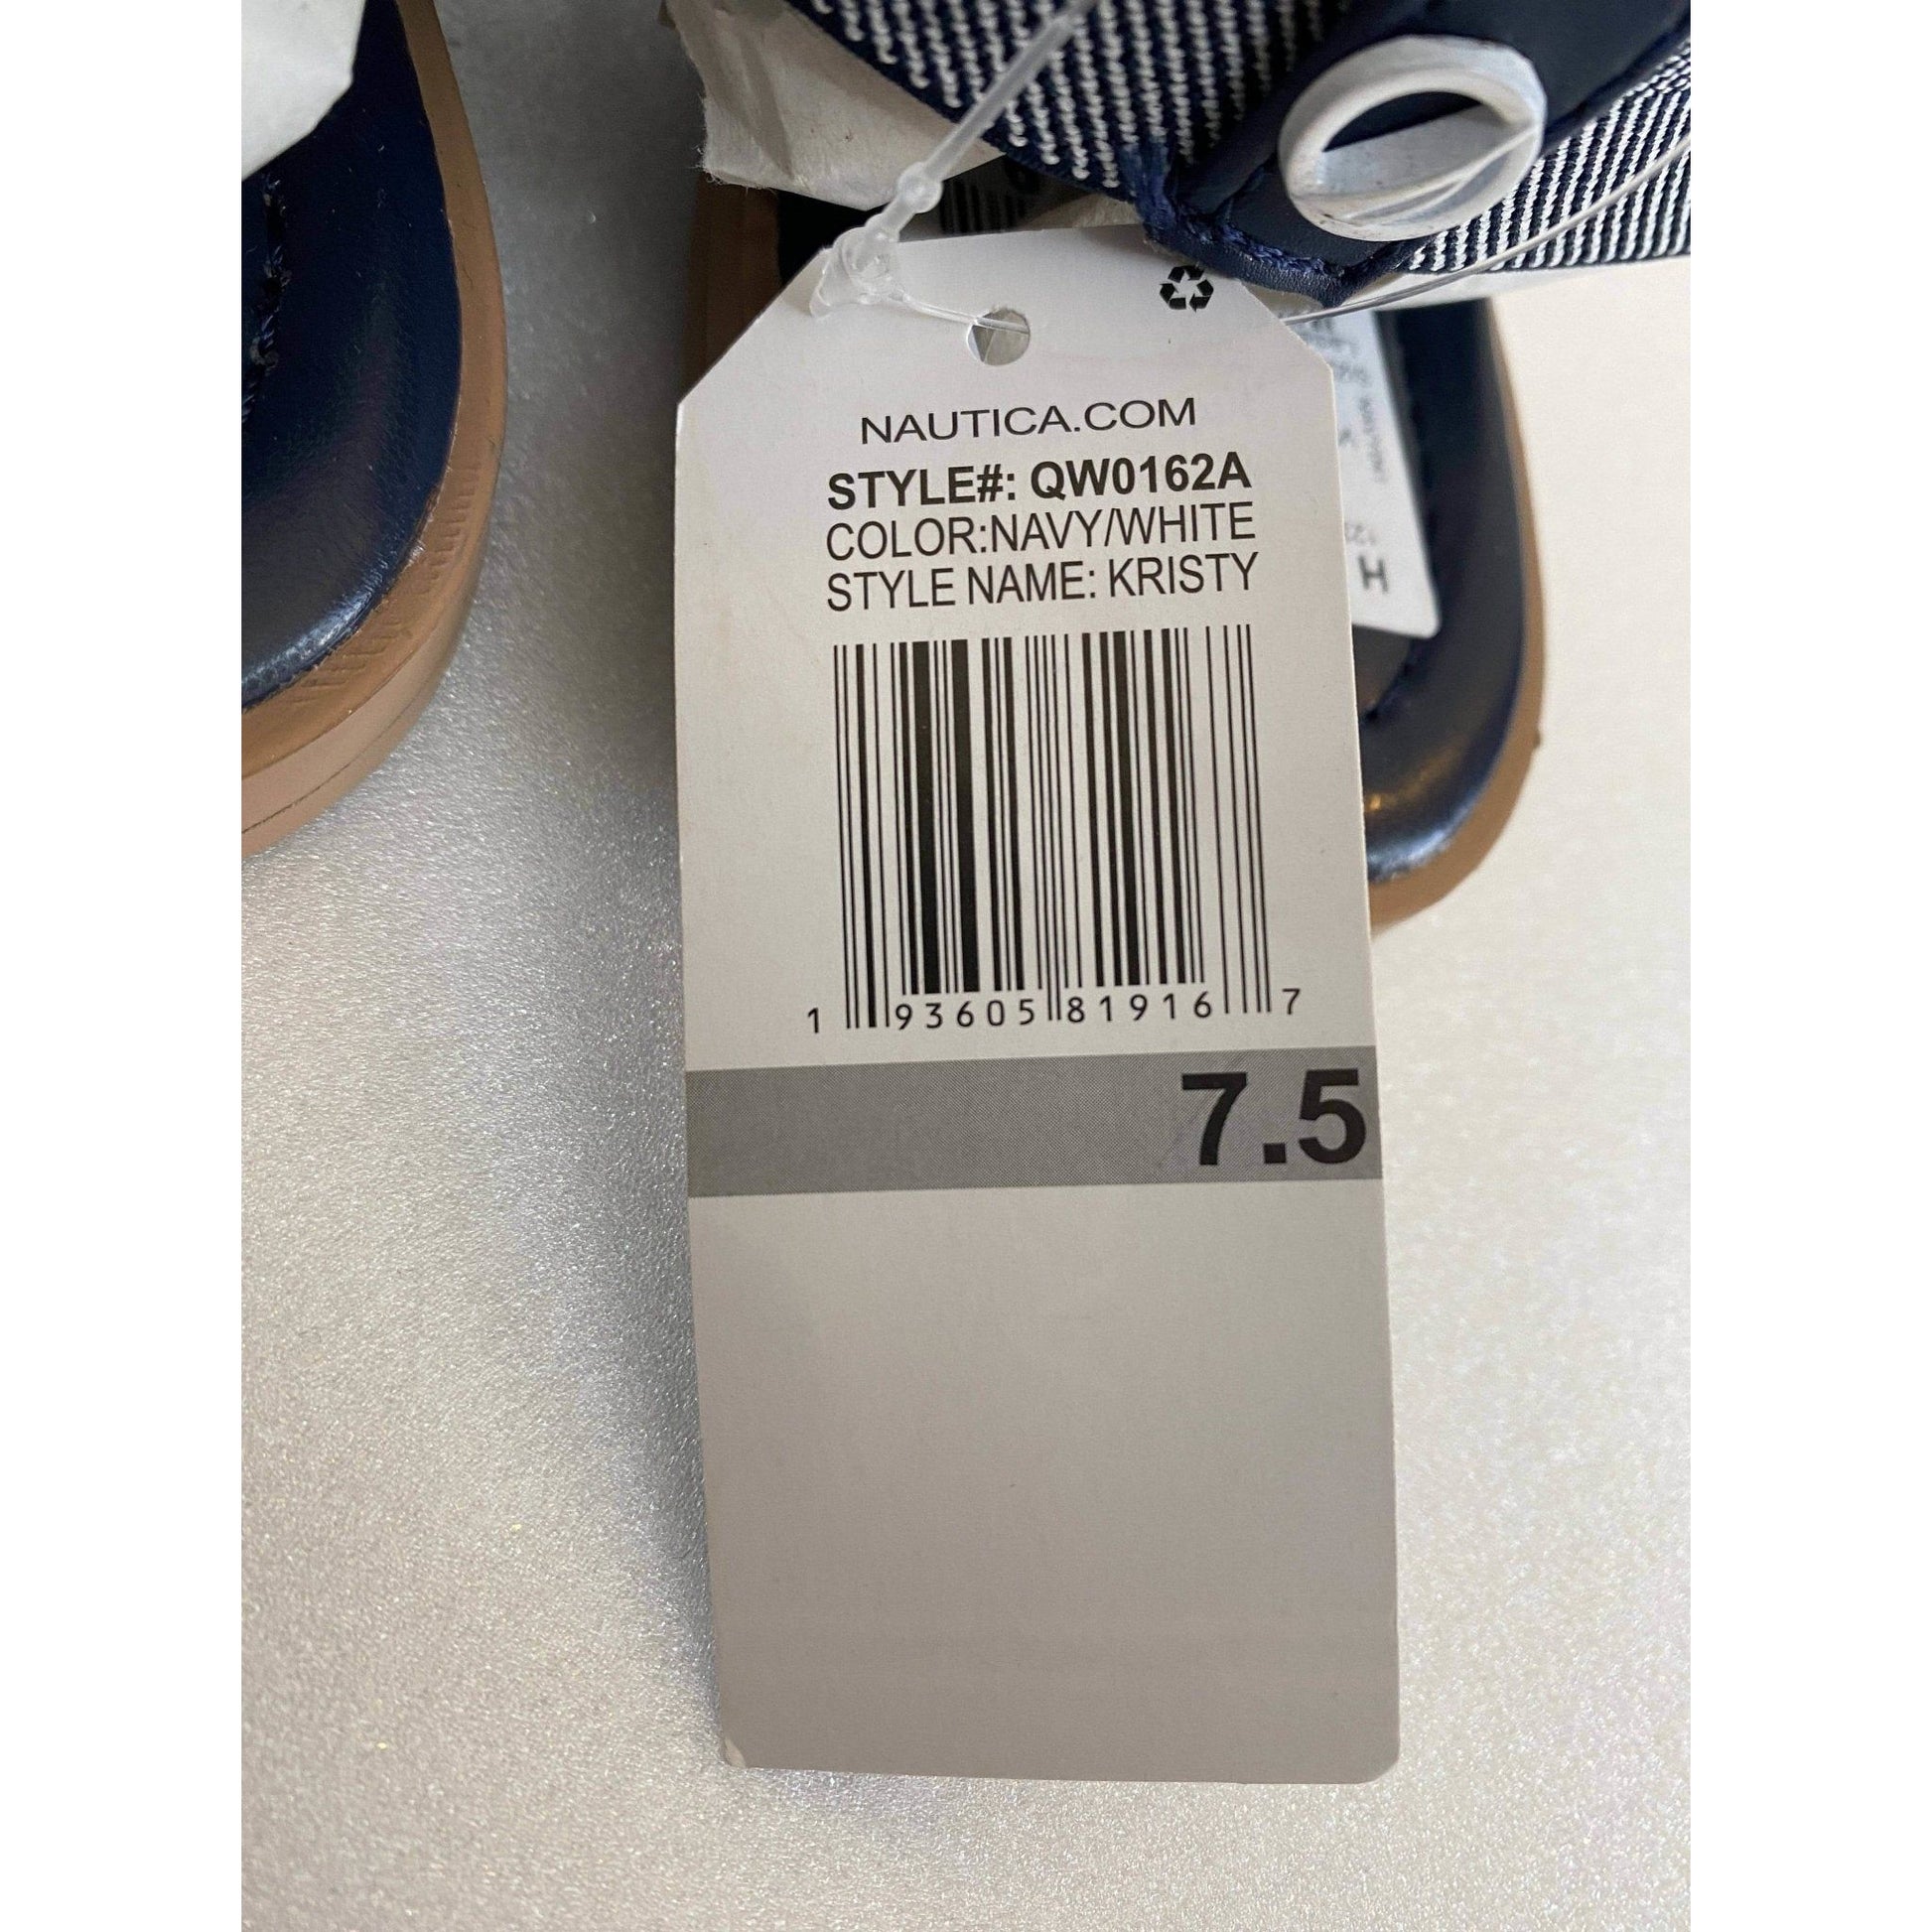 NAUTICA.COM
STYLE#: QW0162A
COLOR:NAVY/WHITE
STYLE NAME: KRISTY
1 93605 81916 7
7.5
H